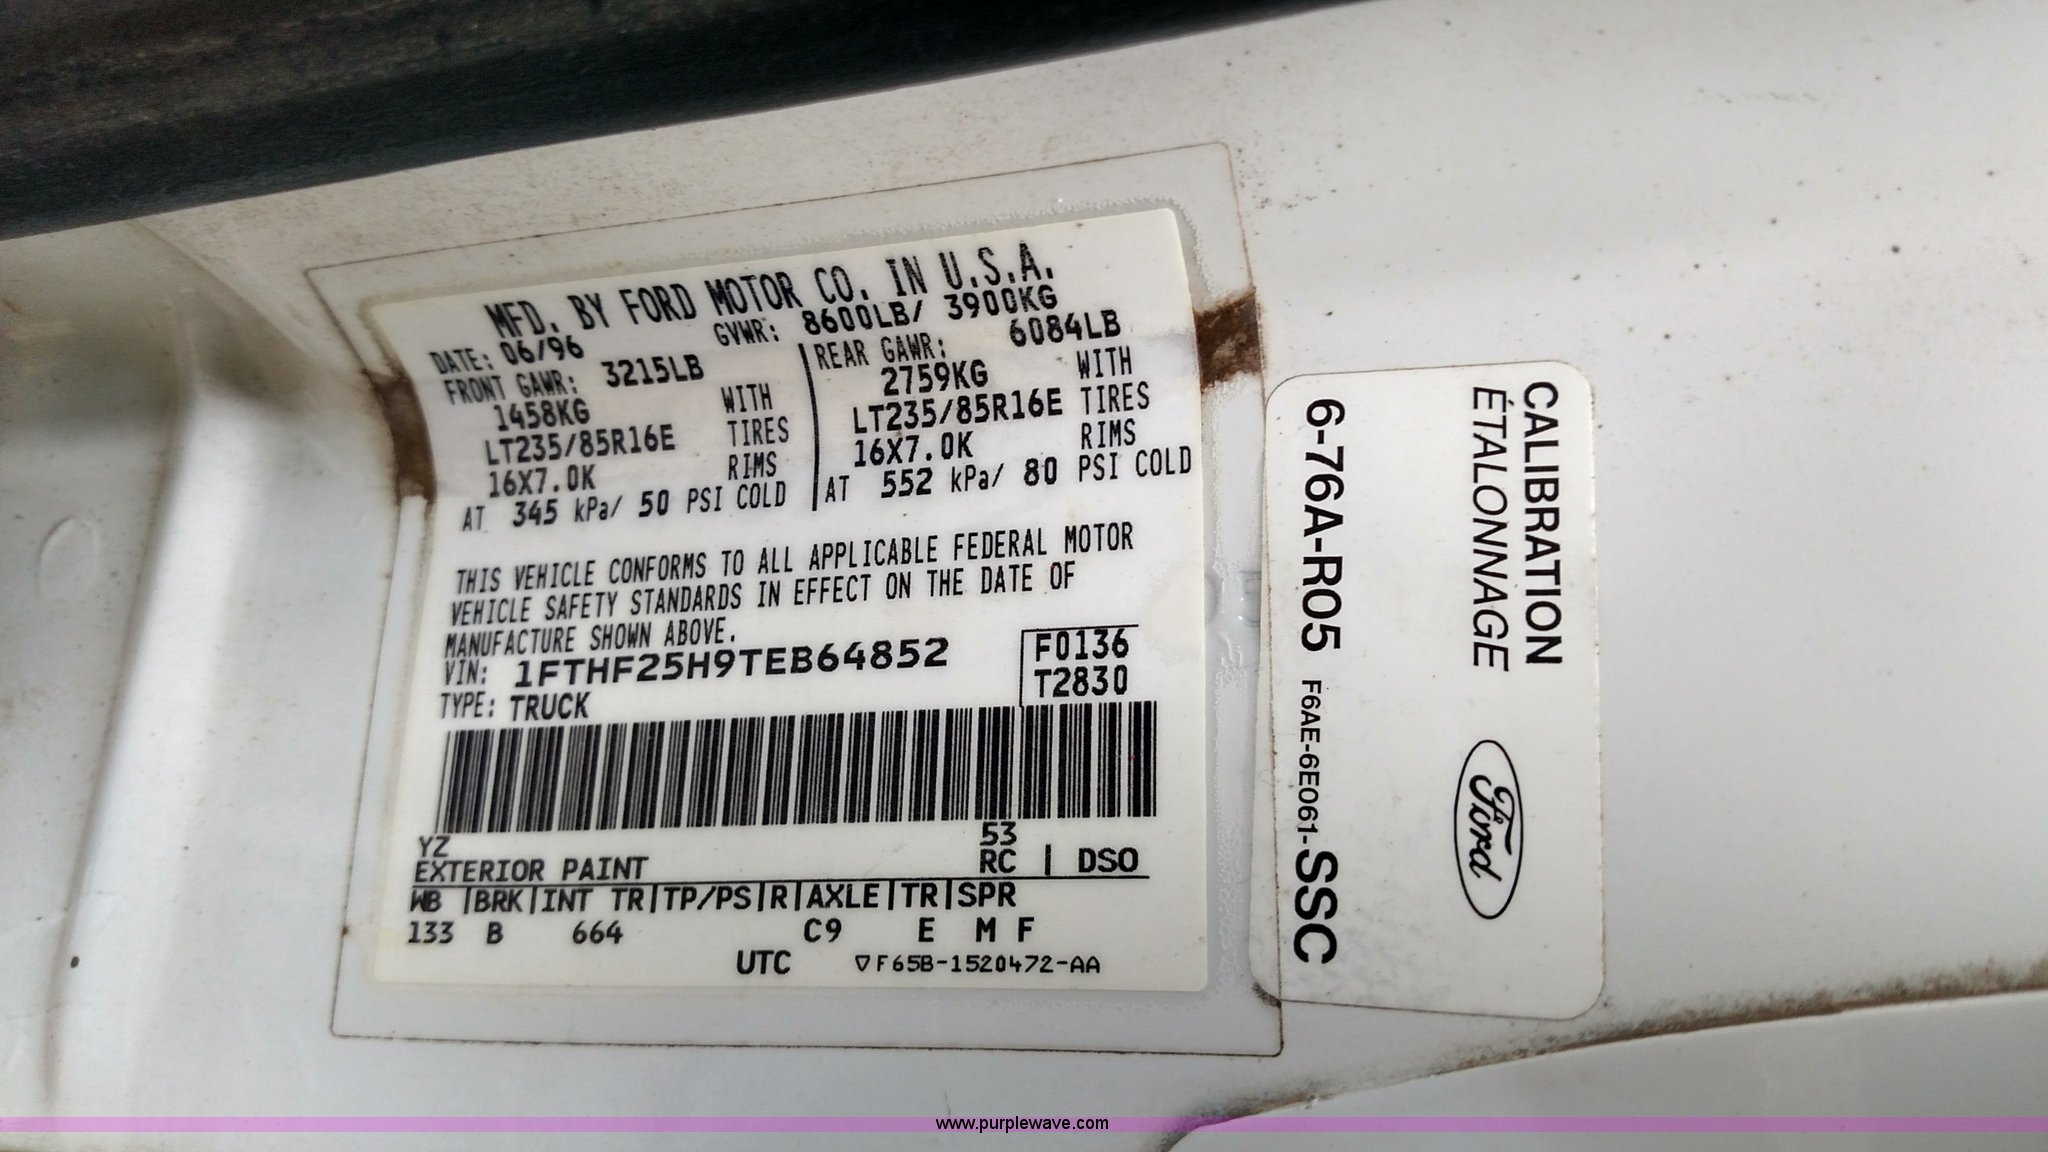 MFD. BY FORD MOTOR CO. IN U.S.A.
DATE: 06/96 GVWR: 8600LB/ 3900KG
FRONT GAWR: 3215LB REAR GAWR: 6084LB
1458KG WITH 2759KG WITH
LT235/85R16E TIRES LT235/85R16E TIRES
16X7.0K RIMS 16X7.0K RIMS
AT 345 kPa/ 50 PSI COLD AT 552 kPa/ 80 PSI COLD
THIS VEHICLE CONFORMS TO ALL APPLICABLE FEDERAL MOTOR
VEHICLE SAFETY STANDARDS IN EFFECT ON THE DATE OF
MANUFACTURE SHOWN ABOVE.
VIN: 1FTHF25H9TEB64852 F0136
TYPE: TRUCK T2830
YZ 53
EXTERIOR PAINT RC | DSO
WB |BRK|INT TR|TP/PS|R|AXLE|TR|SPR
133 B 664 C9 E M F
UTC ▽F65B-1520472-AA
CALIBRATION
ÉTALONNAGE
Ford
6-76A-R05 F6AE-6E061-SSC
www.purplewave.com